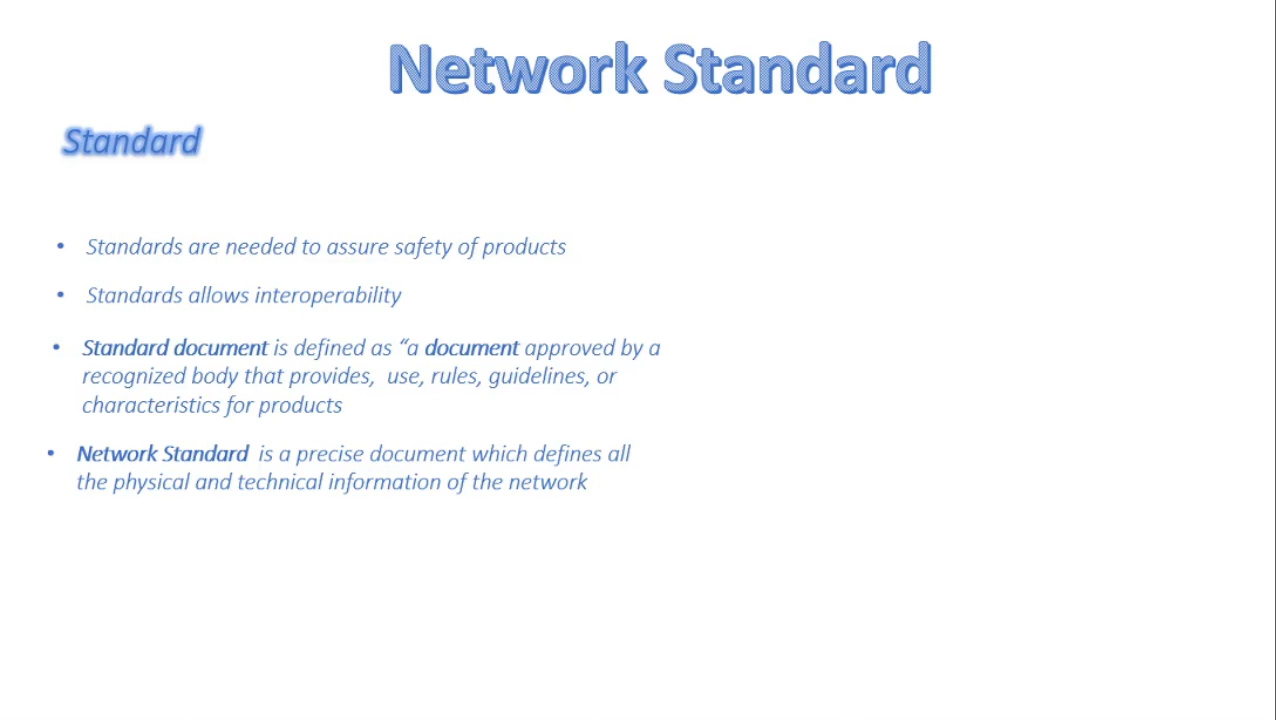 Network Standard
Standard
• Standards are needed to assure safety of products
• Standards allows interoperability
• Standard document is defined as “a document approved by a
recognized body that provides, use, rules, guidelines, or
characteristics for products
• Network Standard is a precise document which defines all
the physical and technical information of the network